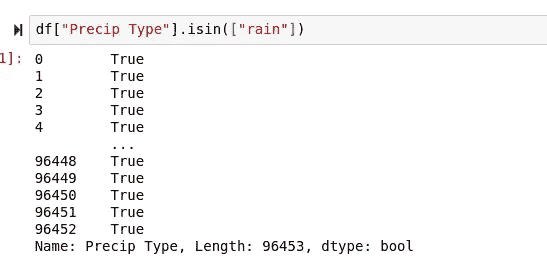 df["Precip Type"].isin(["rain"])
1]: 0 True
1 True
2 True
3 True
4 True
...
96448 True
96449 True
96450 True
96451 True
96452 True
Name: Precip Type, Length: 96453, dtype: bool